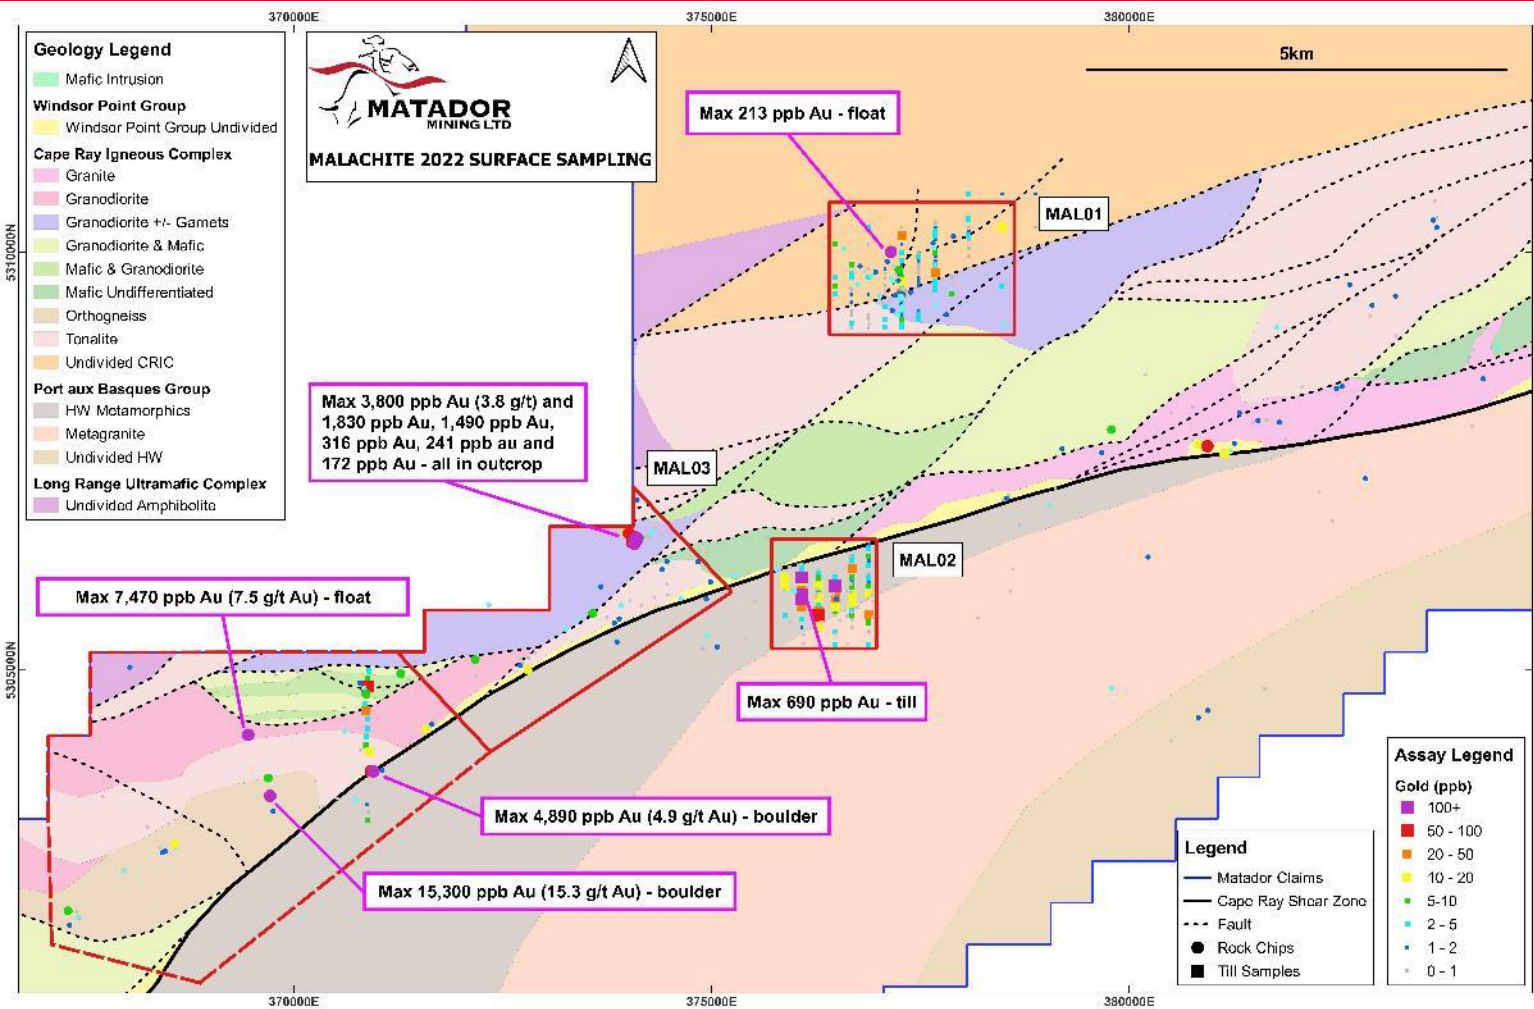 370000E
375000E
380000E
Geology Legend
Mafic Intrusion
Windsor Point Group
Windsor Point Group Undivided
Cape Ray Igneous Complex
Granite
Granodiorite
Granodiorite +/- Garnets
Granodiorite & Mafic
Mafic & Granodiorite
Mafic Undifferentiated
Orthogneiss
Tonalite
Undivided CRIC
Port aux Basques Group
HW Metamorphics
Metagranite
Undivided HW
Long Range Ultramafic Complex
Undivided Amphibolite
MATADOR
MINING LTD
MALACHITE 2022 SURFACE SAMPLING
5km
Max 213 ppb Au - float
MAL01
5310000N
Max 3,800 ppb Au (3.8 g/t) and
1,830 ppb Au, 1,490 ppb Au,
316 ppb Au, 241 ppb au and
172 ppb Au - all in outcrop
MAL03
MAL02
Max 7,470 ppb Au (7.5 g/t Au) - float
5305000N
Max 690 ppb Au - till
Max 4,890 ppb Au (4.9 g/t Au) - boulder
Max 15,300 ppb Au (15.3 g/t Au) - boulder
Legend
Matador Claims
Cape Ray Shear Zone
Fault
Rock Chips
Till Samples
Assay Legend
Gold (ppb)
100+
50 - 100
20 - 50
10 - 20
5-10
2 - 5
1 - 2
0 - 1
370000E
375000E
380000E